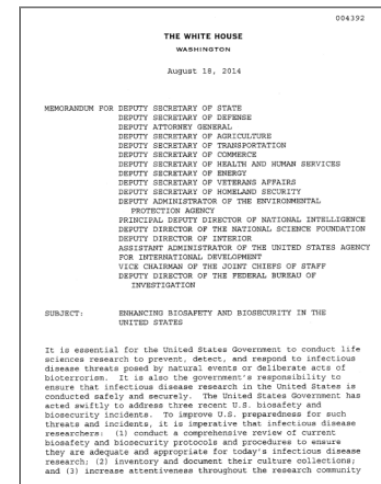 004392
THE WHITE HOUSE
WASHINGTON
August 18, 2014
MEMORANDUM FOR DEPUTY SECRETARY OF STATE
DEPUTY SECRETARY OF DEFENSE
DEPUTY ATTORNEY GENERAL
DEPUTY SECRETARY OF AGRICULTURE
DEPUTY SECRETARY OF TRANSPORTATION
DEPUTY SECRETARY OF COMMERCE
DEPUTY SECRETARY OF HEALTH AND HUMAN SERVICES
DEPUTY SECRETARY OF ENERGY
DEPUTY SECRETARY OF VETERANS AFFAIRS
DEPUTY SECRETARY OF HOMELAND SECURITY
DEPUTY ADMINISTRATOR OF THE ENVIRONMENTAL
PROTECTION AGENCY
PRINCIPAL DEPUTY DIRECTOR OF NATIONAL INTELLIGENCE
DEPUTY DIRECTOR OF THE NATIONAL SCIENCE FOUNDATION
DEPUTY DIRECTOR OF INTERIOR
ASSISTANT ADMINISTRATOR OF THE UNITED STATES AGENCY
FOR INTERNATIONAL DEVELOPMENT
VICE CHAIRMAN OF THE JOINT CHIEFS OF STAFF
DEPUTY DIRECTOR OF THE FEDERAL BUREAU OF
INVESTIGATION
SUBJECT: ENHANCING BIOSAFETY AND BIOSECURITY IN THE
UNITED STATES
It is essential for the United States Government to conduct life
sciences research to prevent, detect, and respond to infectious
disease threats posed by natural events or deliberate acts of
bioterrorism. It is also the government's responsibility to
ensure that infectious disease research in the United States is
conducted safely and securely. The United States Government has
acted swiftly to address three recent U.S. biosafety and
biosecurity incidents. To improve U.S. preparedness for such
threats and incidents, it is imperative that infectious disease
researchers: (1) conduct a comprehensive review of current
biosafety and biosecurity protocols and procedures to ensure
they are adequate and appropriate for today's infectious disease
research; (2) inventory and document their culture collections;
and (3) increase attentiveness throughout the research community